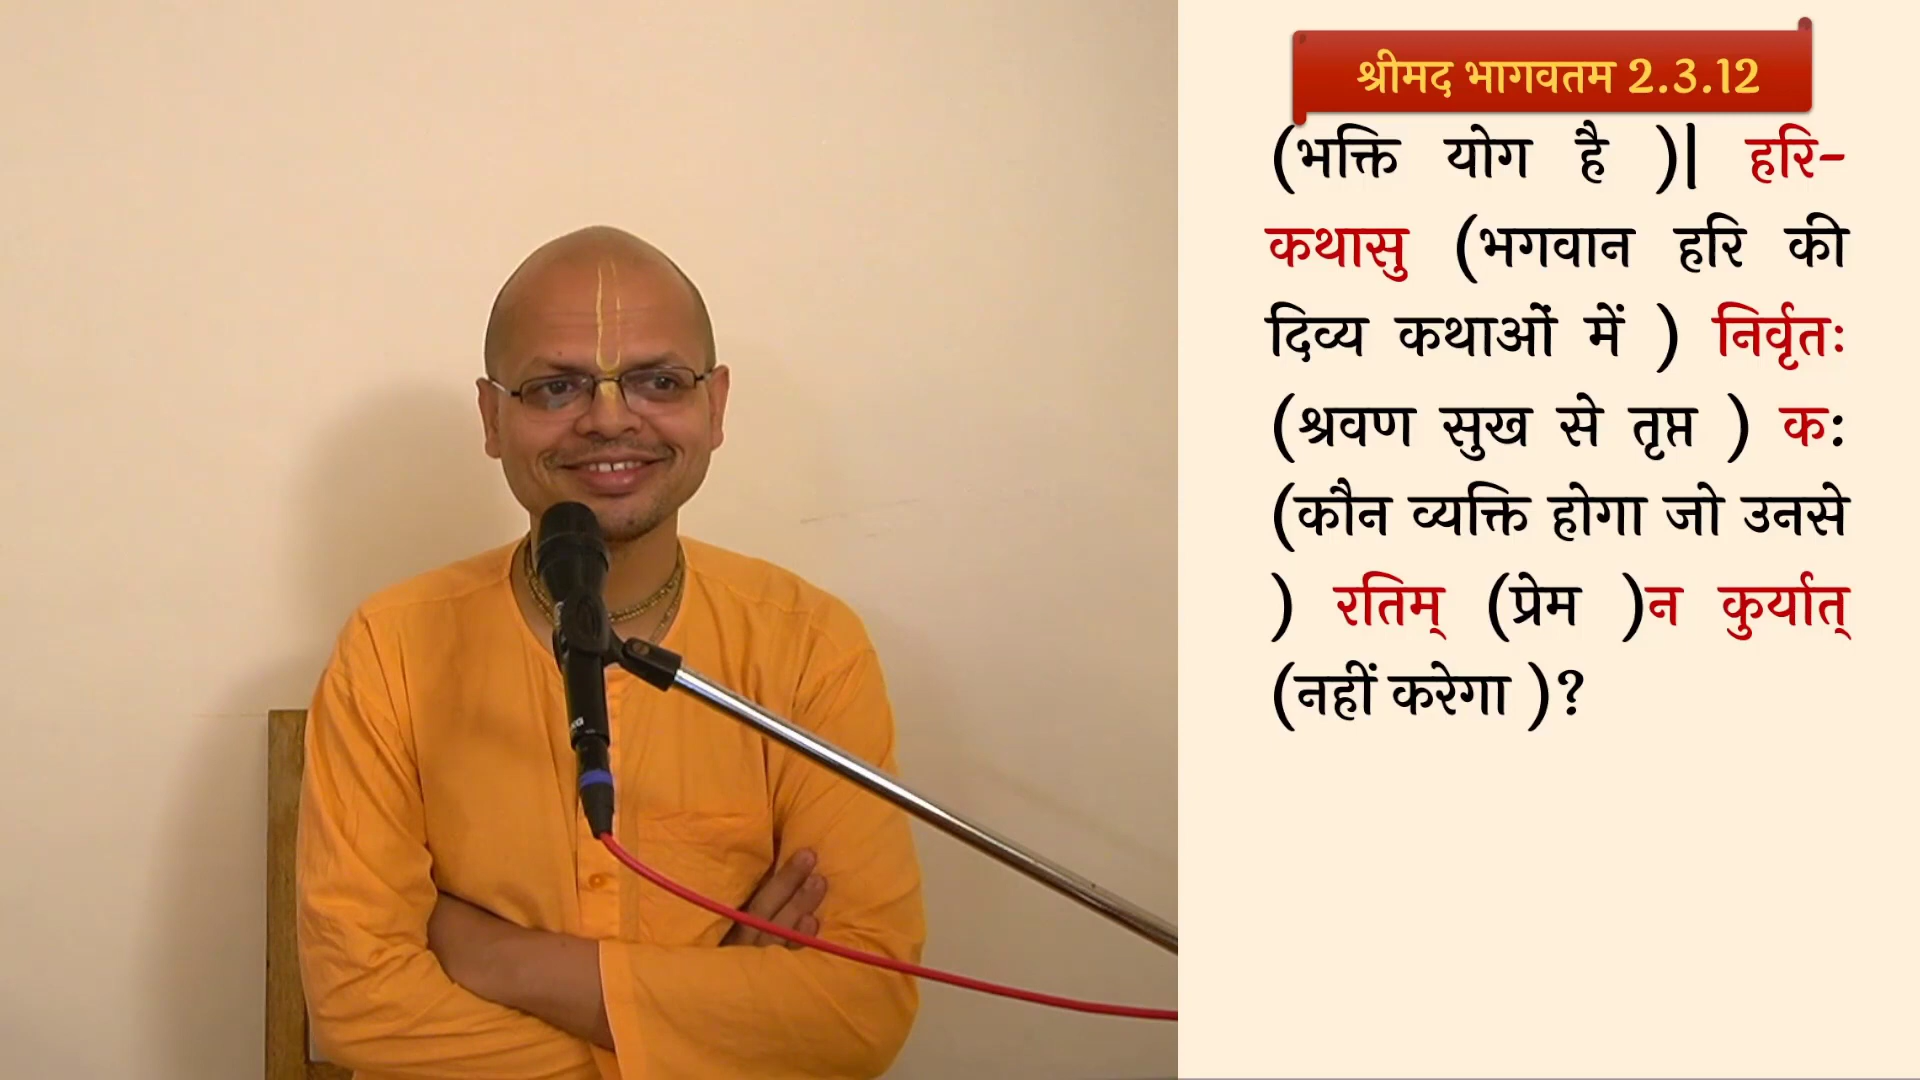 श्रीमद भागवतम 2.3.12
(भक्ति योग है )| हरि-
कथासु (भगवान हरि की
दिव्य कथाओं में ) निर्वृतः
(श्रवण सुख से तृप्त ) क:
(कौन व्यक्ति होगा जो उनसे
) रतिम् (प्रेम )न कुर्यात्
(नहीं करेगा )?